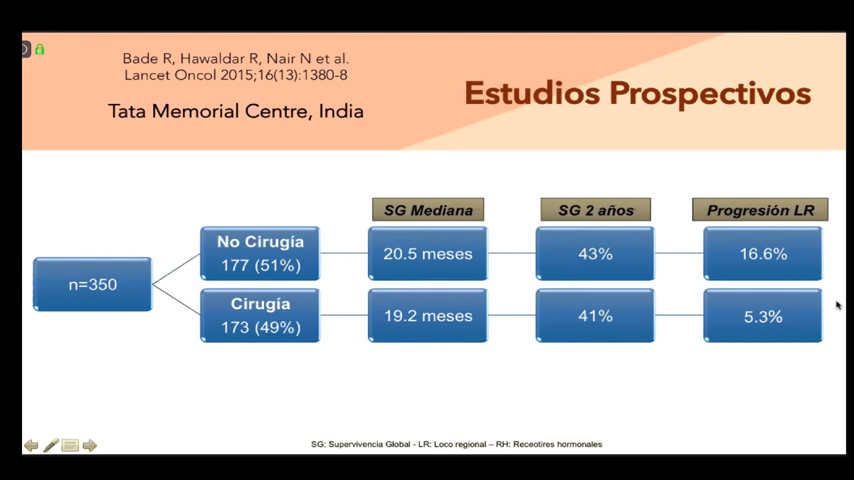 Bade R, Hawaldar R, Nair N et al.
Lancet Oncol 2015;16(13):1380-8
Tata Memorial Centre, India
Estudios Prospectivos
SG Mediana
SG 2 años
Progresión LR
n=350
No Cirugía
177 (51%)
20.5 meses
43%
16.6%
Cirugía
173 (49%)
19.2 meses
41%
5.3%
SG: Supervivencia Global - LR: Loco regional – RH: Receotires hormonales